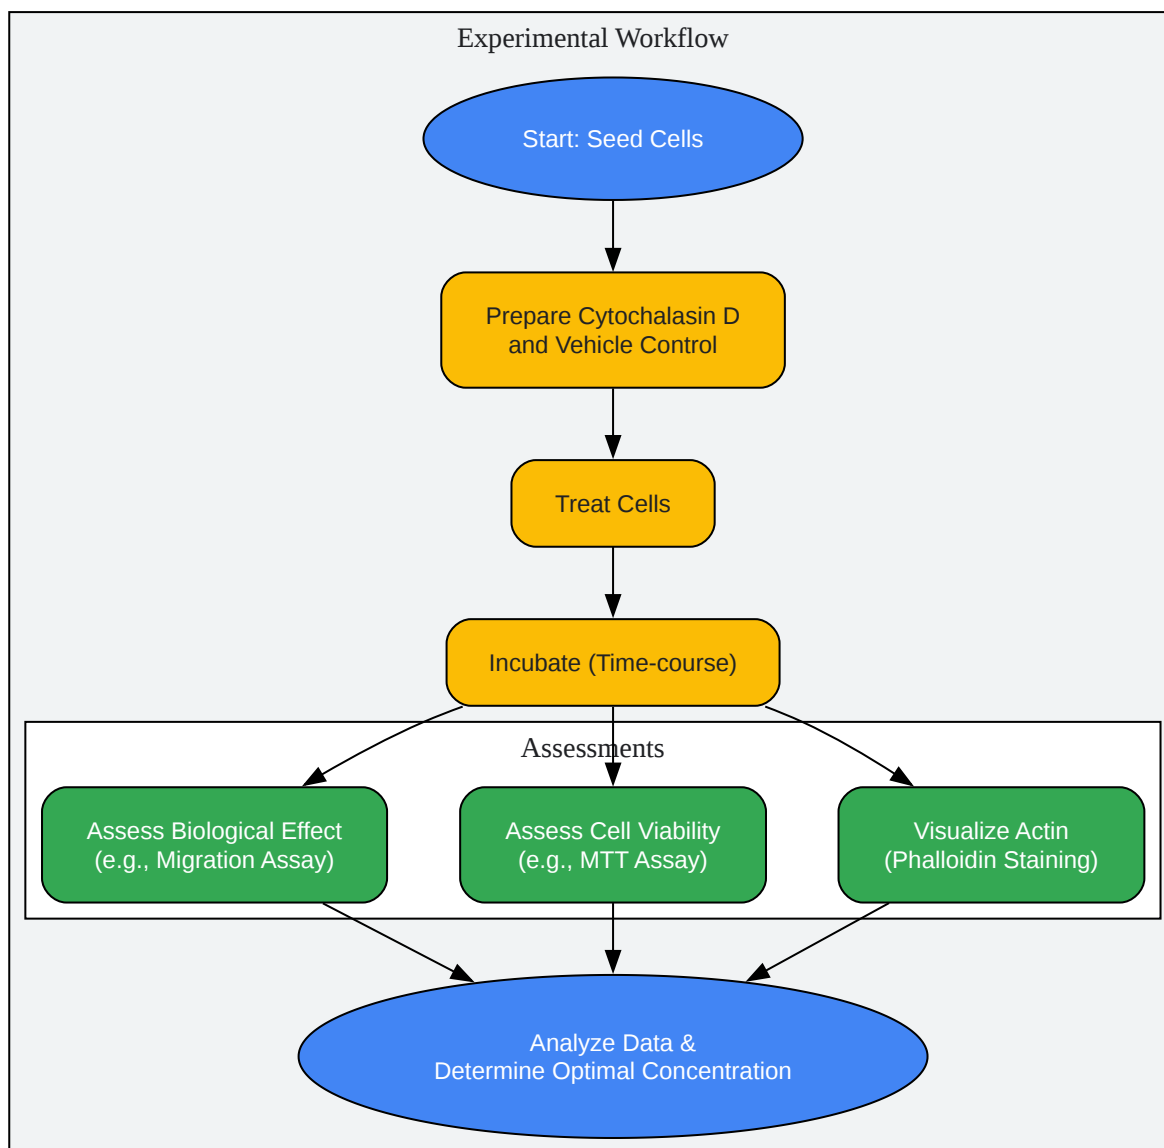 Experimental Workflow
Start: Seed Cells
Prepare Cytochalasin D
and Vehicle Control
Treat Cells
Incubate (Time-course)
Assessments
Assess Biological Effect
(e.g., Migration Assay)
Assess Cell Viability
(e.g., MTT Assay)
Visualize Actin
(Phalloidin Staining)
Analyze Data &
Determine Optimal Concentration